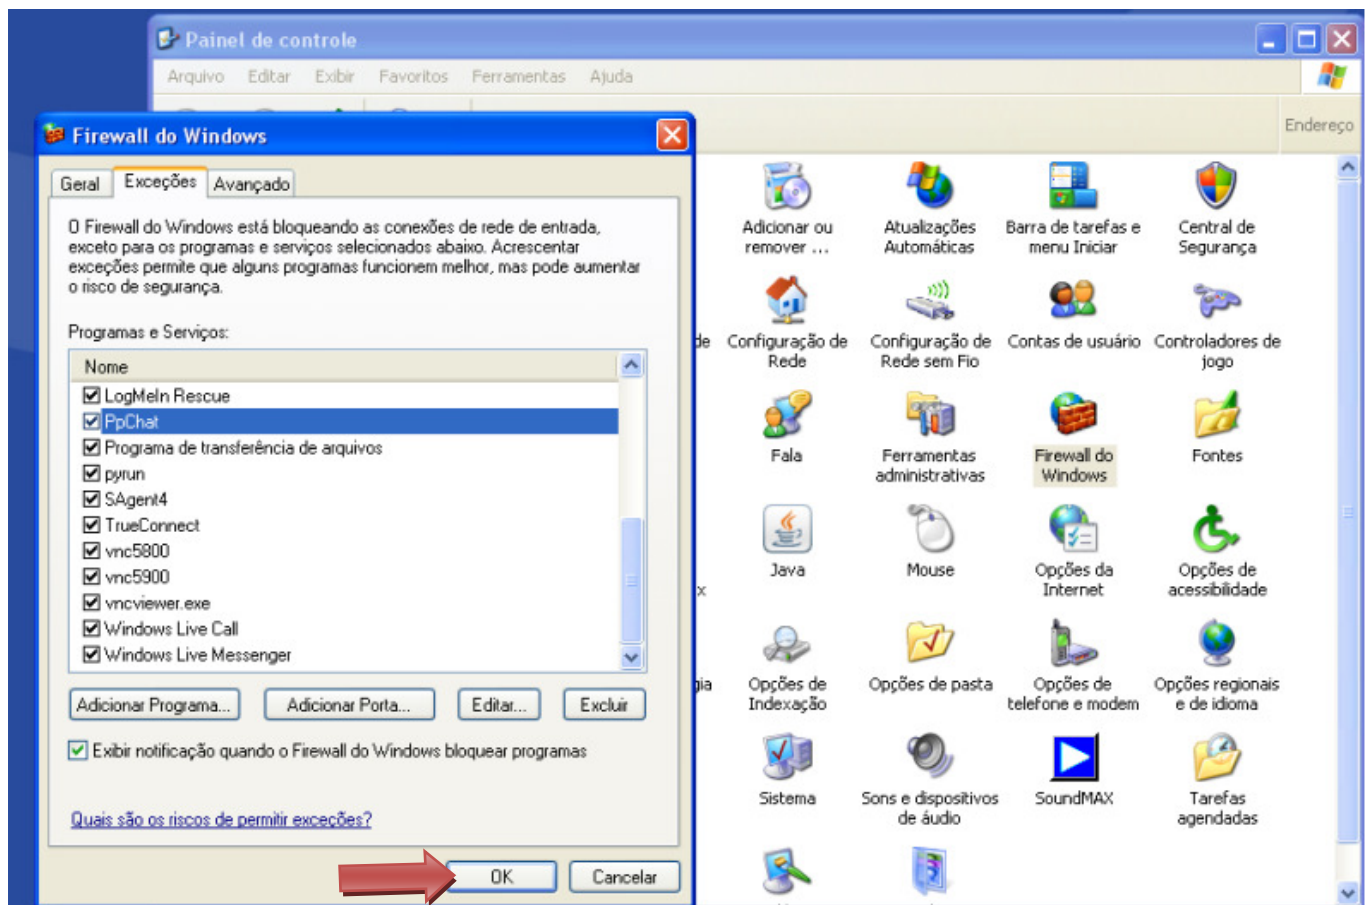 Painel de controle
Arquivo Editar Exibir Favoritos Ferramentas Ajuda
Endereço
Firewall do Windows
Geral Exceções Avançado
O Firewall do Windows está bloqueando as conexões de rede de entrada,
exceto para os programas e serviços selecionados abaixo. Acrescentar
exceções permite que alguns programas funcionem melhor, mas pode aumentar
o risco de segurança.
Programas e Serviços:
Nome
LogMeIn Rescue
PpChat
Programa de transferência de arquivos
pyrun
SAgent4
TrueConnect
vnc5800
vnc5900
vncviewer.exe
Windows Live Call
Windows Live Messenger
Adicionar Programa... Adicionar Porta... Editar... Excluir
Exibir notificação quando o Firewall do Windows bloquear programas
Quais são os riscos de permitir exceções?
OK Cancelar
Adicionar ou
remover ...
Atualizações
Automáticas
Barra de tarefas e
menu Iniciar
Central de
Segurança
de
Configuração de
Rede
Configuração de
Rede sem Fio
Contas de usuário
Controladores de
jogo
Fala
Ferramentas
administrativas
Firewall do
Windows
Fontes
x
Java
Mouse
Opções da
Internet
Opções de
acessibilidade
gia
Opções de
Indexação
Opções de pasta
Opções de
telefone e modem
Opções regionais
e de idioma
Sistema
Sons e dispositivos
de áudio
SoundMAX
Tarefas
agendadas